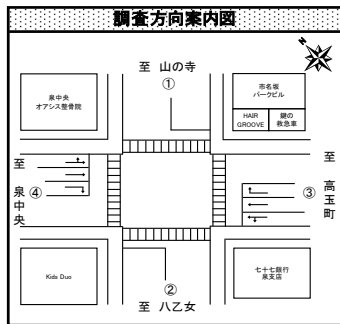 調査方向案内図
N
至 山の寺
①
泉中央
オアシス整骨院
市名坂
パークビル
HAIR
GROOVE
鍵の
救急車
至
④
泉中央
至
③
高玉町
Kids Duo
②
至 八乙女
七十七銀行
泉支店